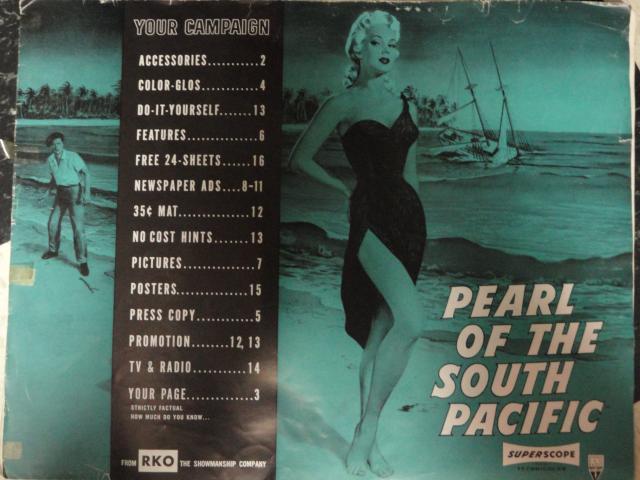 YOUR CAMPAIGN
ACCESSORIES..........2
COLOR-GLOS...........4
DO-IT-YOURSELF.......13
FEATURES.............6
FREE 24-SHEETS......16
NEWSPAPER ADS....8-11
35¢ MAT..............12
NO COST HINTS.......13
PICTURES.............7
POSTERS..............15
PRESS COPY...........5
PROMOTION........12, 13
TV & RADIO...........14
YOUR PAGE..............3
STRICTLY FACTUAL
HOW MUCH DO YOU KNOW...
FROM RKO THE SHOWMANSHIP COMPANY
PEARL
OF THE
SOUTH
PACIFIC
SUPERSCOPE
TECHNICOLOR